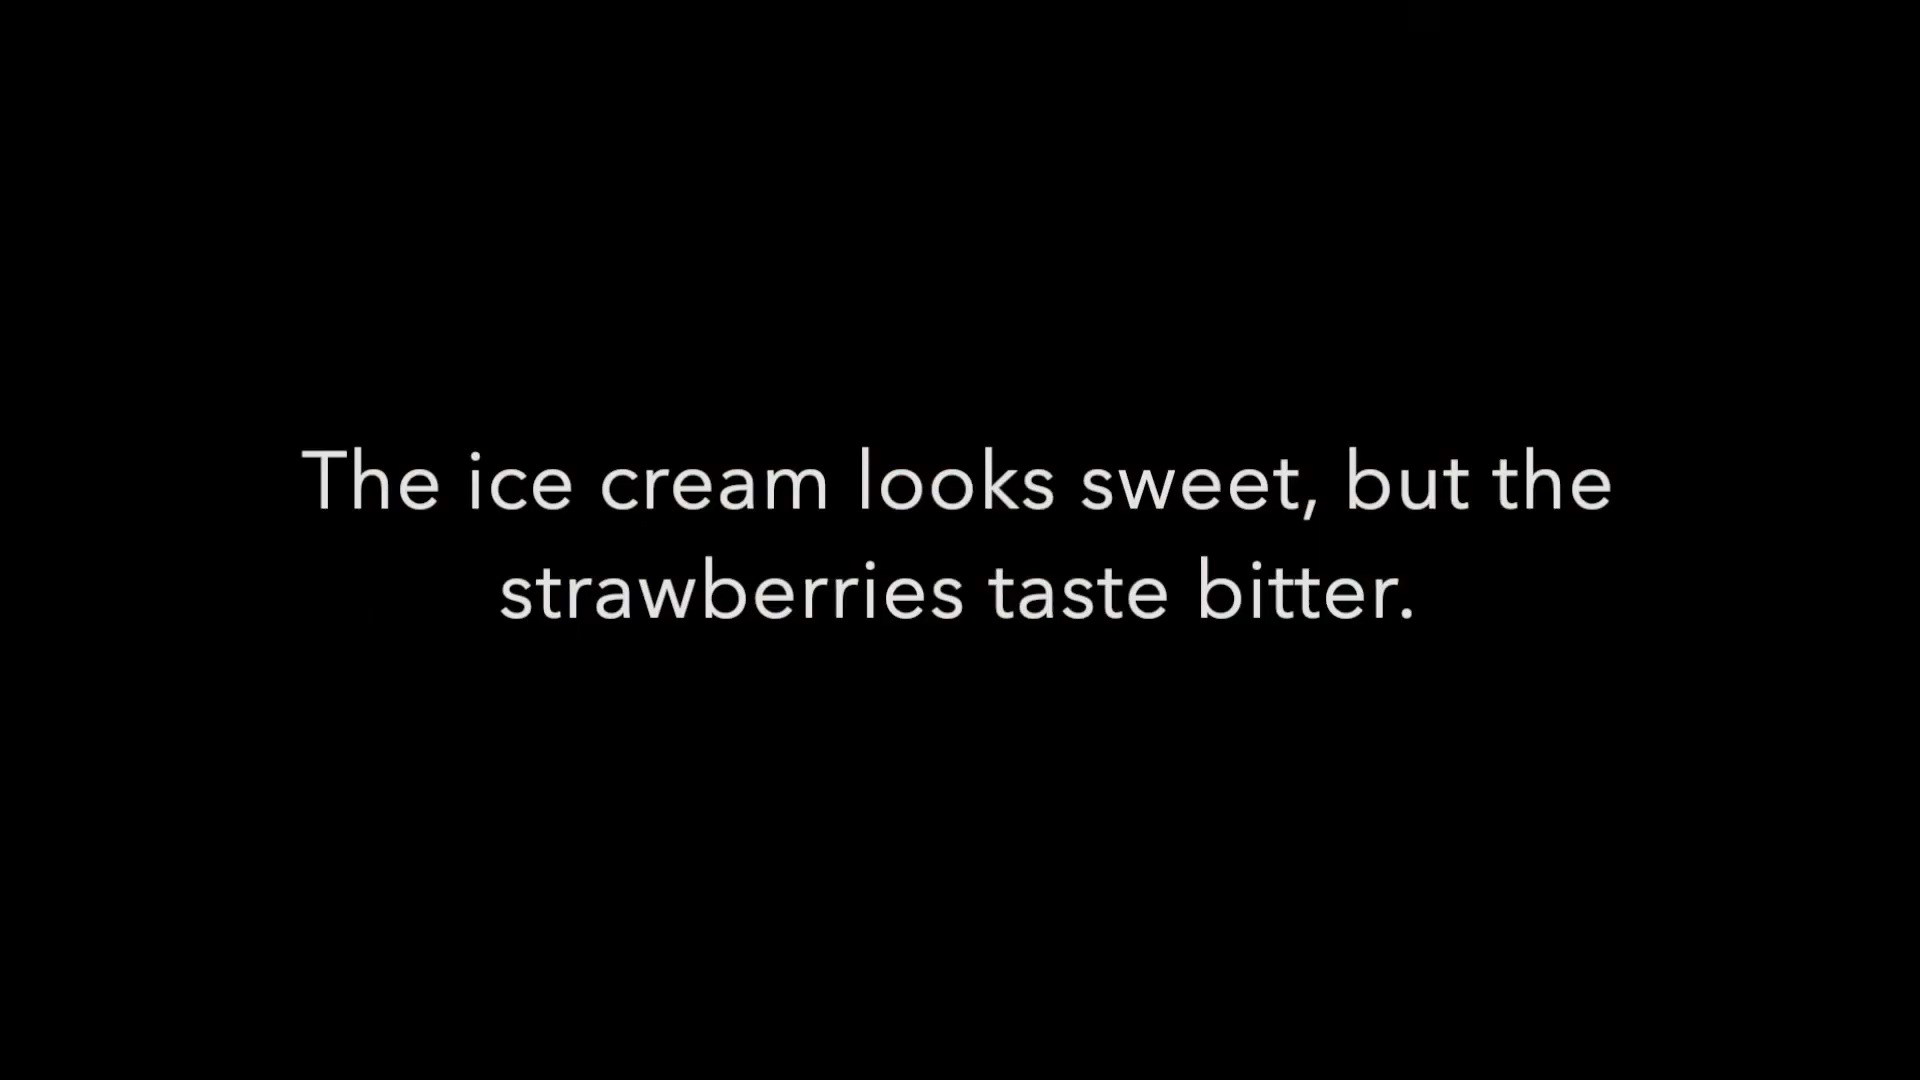 The ice cream looks sweet, but the
strawberries taste bitter.